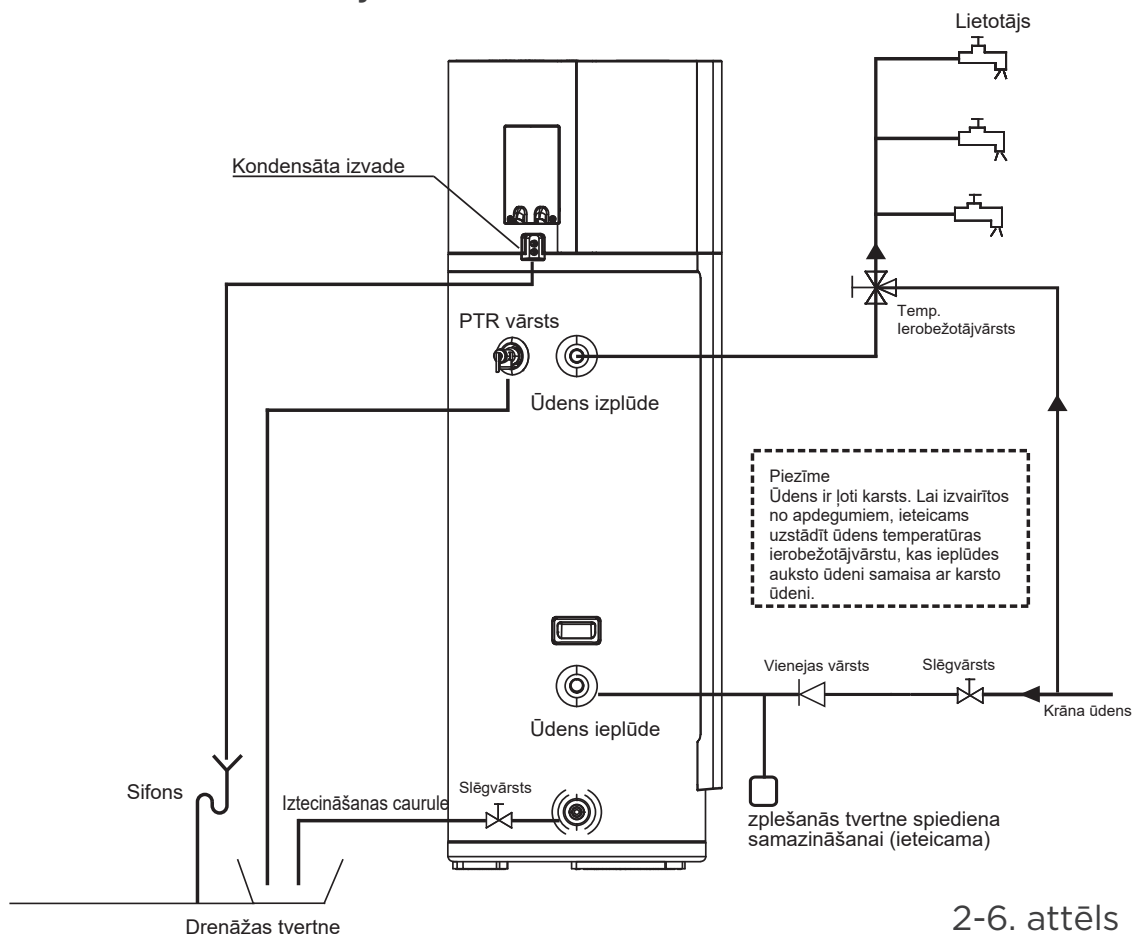 Lietotājs
Kondensāta izvade
Temp.
Ierobežotājvārsts
PTR vārsts
Ūdens izplūde
Piezīme
Ūdens ir ļoti karsts. Lai izvairītos
no apdegumiem, ieteicams
uzstādīt ūdens temperatūras
ierobežotājvārstu, kas ieplūdes
auksto ūdeni samaisa ar karsto
ūdeni.
Vienejas vārsts
Slēgvārsts
Krāna ūdens
Ūdens ieplūde
Sifons
Iztecināšanas caurule
Slēgvārsts
zplešanās tvertne spiediena
samazināšanai (ieteicama)
Drenāžas tvertne
2-6. attēls